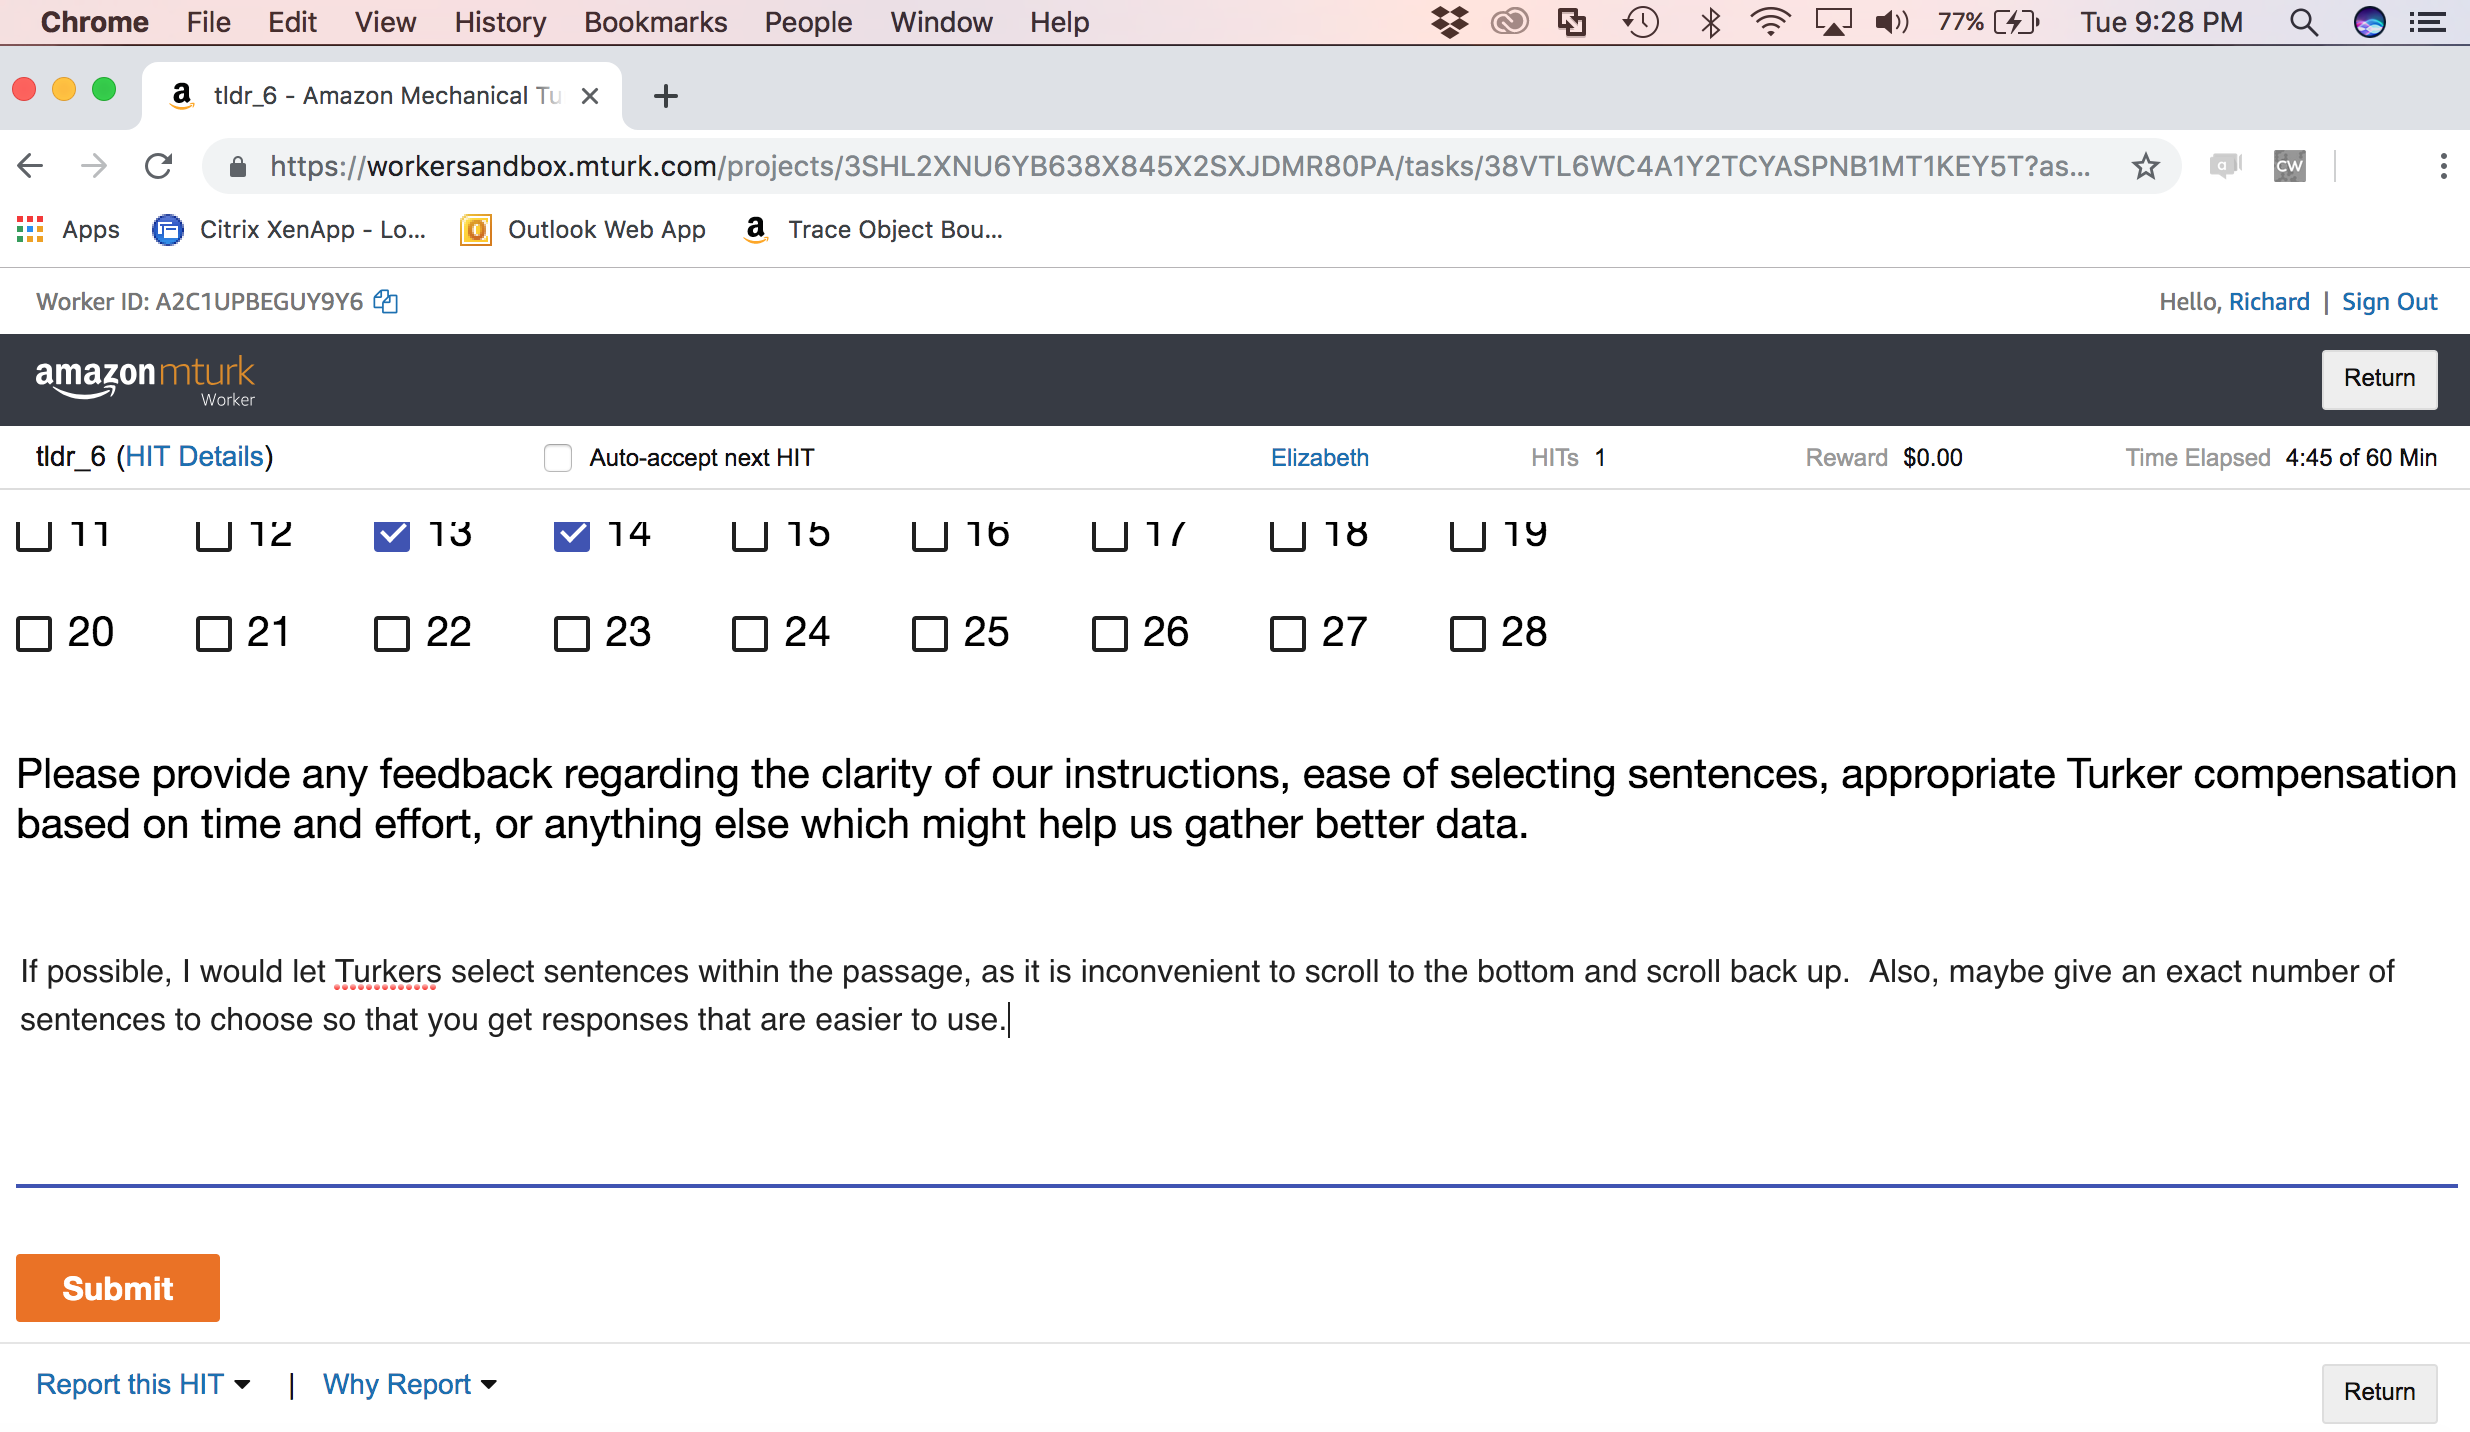 Chrome File Edit View History Bookmarks People Window Help 77% Tue 9:28 PM
tldr_6 - Amazon Mechanical Tu
https://workersandbox.mturk.com/projects/3SHL2XNU6YB638X845X2SXJDMR80PA/tasks/38VTL6WC4A1Y2TCYASPNB1MT1KEY5T?as... CW
Apps Citrix XenApp - Lo... Outlook Web App Trace Object Bou...
Worker ID: A2C1UPBEGUY9Y6 Hello, Richard | Sign Out
amazon mturk Return
Worker
tldr_6 (HIT Details) Auto-accept next HIT Elizabeth HITs 1 Reward $0.00 Time Elapsed 4:45 of 60 Min
11 12 13 14 15 16 17 18 19
20 21 22 23 24 25 26 27 28
Please provide any feedback regarding the clarity of our instructions, ease of selecting sentences, appropriate Turker compensation
based on time and effort, or anything else which might help us gather better data.
If possible, I would let Turkers select sentences within the passage, as it is inconvenient to scroll to the bottom and scroll back up.  Also, maybe give an exact number of
sentences to choose so that you get responses that are easier to use.
Submit
Report this HIT | Why Report Return